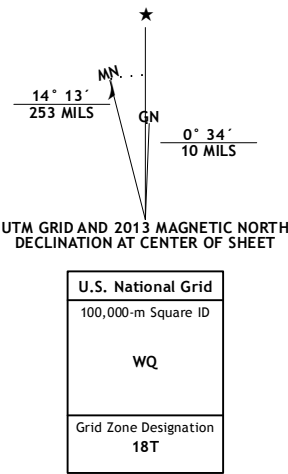 MN
GN
14° 13´
253 MILS
0° 34´
10 MILS
UTM GRID AND 2013 MAGNETIC NORTH
DECLINATION AT CENTER OF SHEET
U.S. National Grid
100,000-m Square ID
WQ
Grid Zone Designation
18T